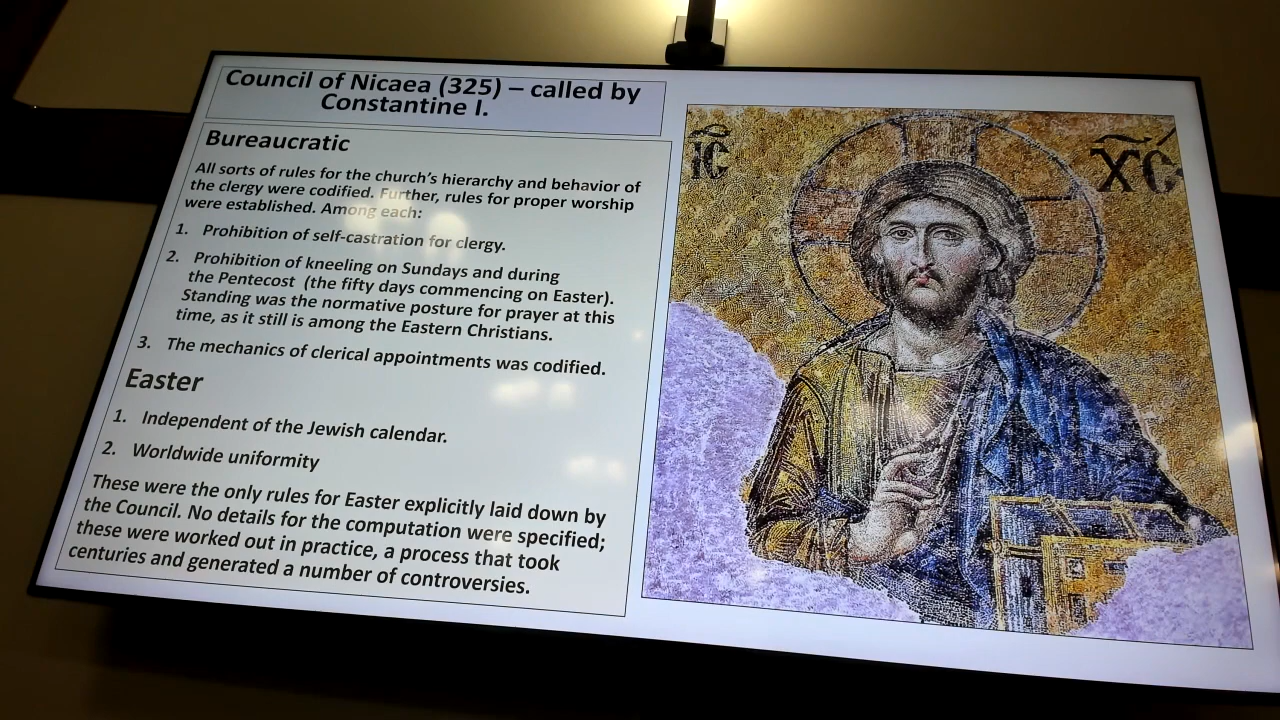 Council of Nicaea (325) – called by
Constantine I.
Bureaucratic
All sorts of rules for the church's hierarchy and behavior of
the clergy were codified. Further, rules for proper worship
were established. Among each:
1. Prohibition of self-castration for clergy.
2. Prohibition of kneeling on Sundays and during
the Pentecost (the fifty days commencing on Easter).
Standing was the normative posture for prayer at this
time, as it still is among the Eastern Christians.
3. The mechanics of clerical appointments was codified.
Easter
1. Independent of the Jewish calendar.
2. Worldwide uniformity
These were the only rules for Easter explicitly laid down by
the Council. No details for the computation were specified;
these were worked out in practice, a process that took
centuries and generated a number of controversies.
IC XC